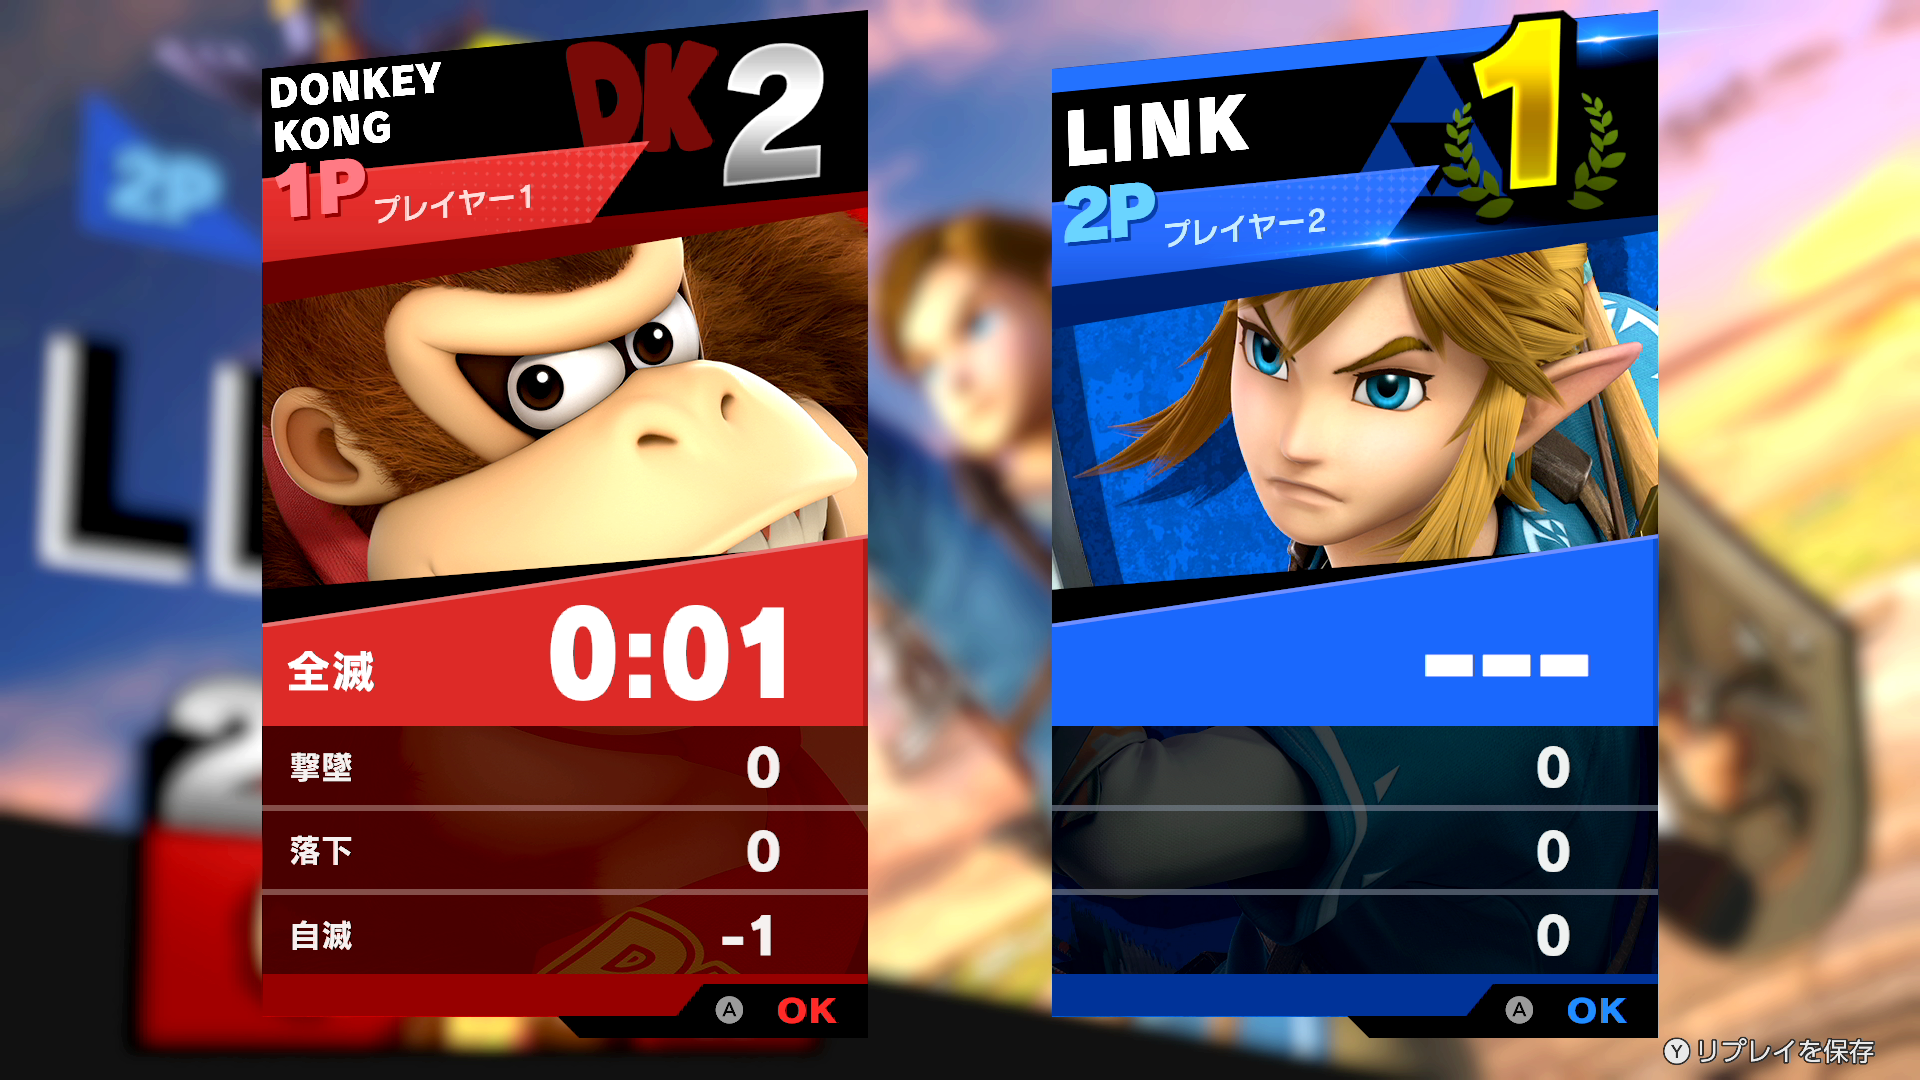 DONKEY
KONG
DK
2
1P プレイヤー1
全滅 0:01
撃墜 0
落下 0
自滅 -1
A OK
LINK
1
2P プレイヤー2
---
0
0
0
A OK
Y リプレイを保存
2P